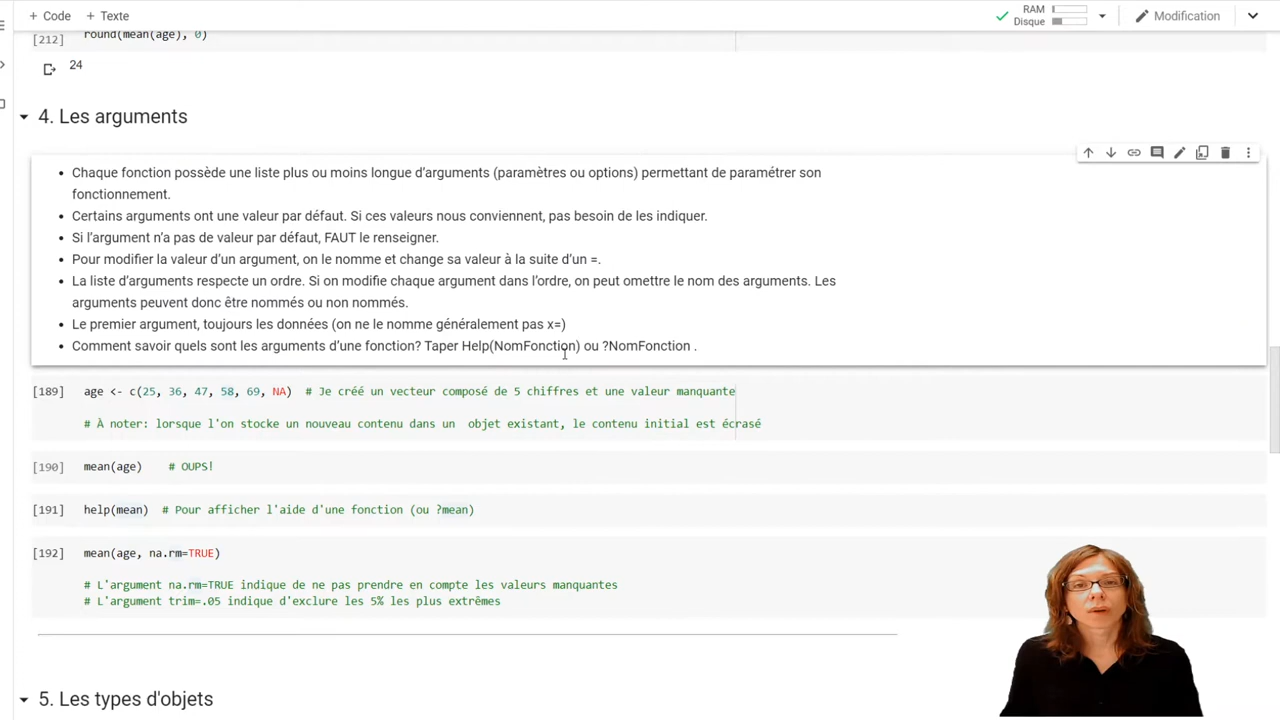 + Code + Texte
RAM
Disque
Modification
[212] round(mean(age), 0)
24
4. Les arguments
• Chaque fonction possède une liste plus ou moins longue d'arguments (paramètres ou options) permettant de paramétrer son
fonctionnement.
• Certains arguments ont une valeur par défaut. Si ces valeurs nous conviennent, pas besoin de les indiquer.
• Si l'argument n'a pas de valeur par défaut, FAUT le renseigner.
• Pour modifier la valeur d'un argument, on le nomme et change sa valeur à la suite d'un =.
• La liste d'arguments respecte un ordre. Si on modifie chaque argument dans l'ordre, on peut omettre le nom des arguments. Les
arguments peuvent donc être nommés ou non nommés.
• Le premier argument, toujours les données (on ne le nomme généralement pas x=)
• Comment savoir quels sont les arguments d'une fonction? Taper Help(NomFonction) ou ?NomFonction .
[189] age <- c(25, 36, 47, 58, 69, NA) # Je créé un vecteur composé de 5 chiffres et une valeur manquante
# À noter: lorsque l'on stocke un nouveau contenu dans un objet existant, le contenu initial est écrasé
[190] mean(age) # OUPS!
[191] help(mean) # Pour afficher l'aide d'une fonction (ou ?mean)
[192] mean(age, na.rm=TRUE)
# L'argument na.rm=TRUE indique de ne pas prendre en compte les valeurs manquantes
# L'argument trim=.05 indique d'exclure les 5% les plus extrêmes
5. Les types d'objets